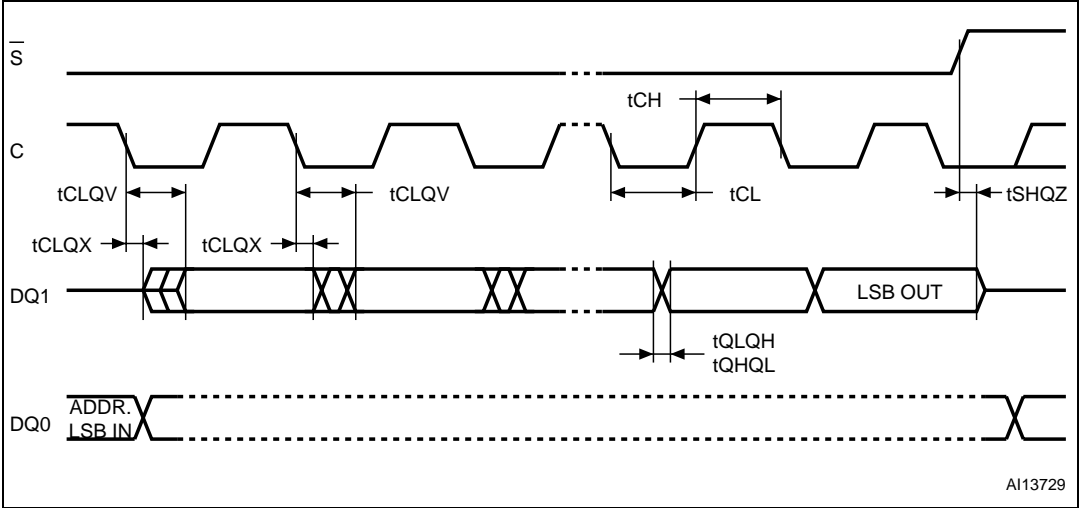 S
tCH
C
tCLQV
tCLQV
tCL
tSHQZ
tCLQX
tCLQX
DQ1
LSB OUT
tQLQH
tQHQL
DQ0
ADDR.
LSB IN
AI13729